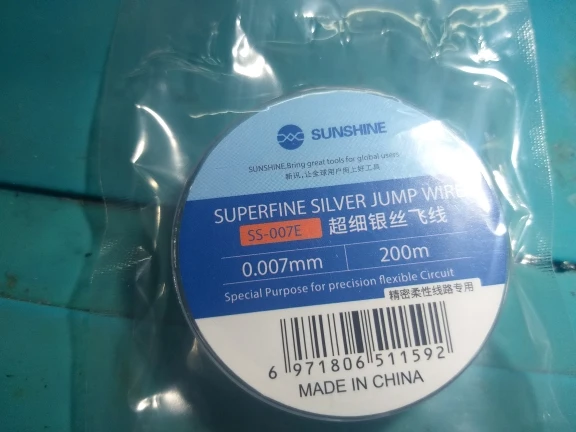 SUNSHINE
SUNSHINE.Bring great tools for global users
新讯,让全球用户用上好工具
SUPERFINE SILVER JUMP WIRE
SS-007E 超细银丝飞线
0.007mm 200m
Special Purpose for precision flexible Circuit
精密柔性线路专用
6 971806 511592
MADE IN CHINA